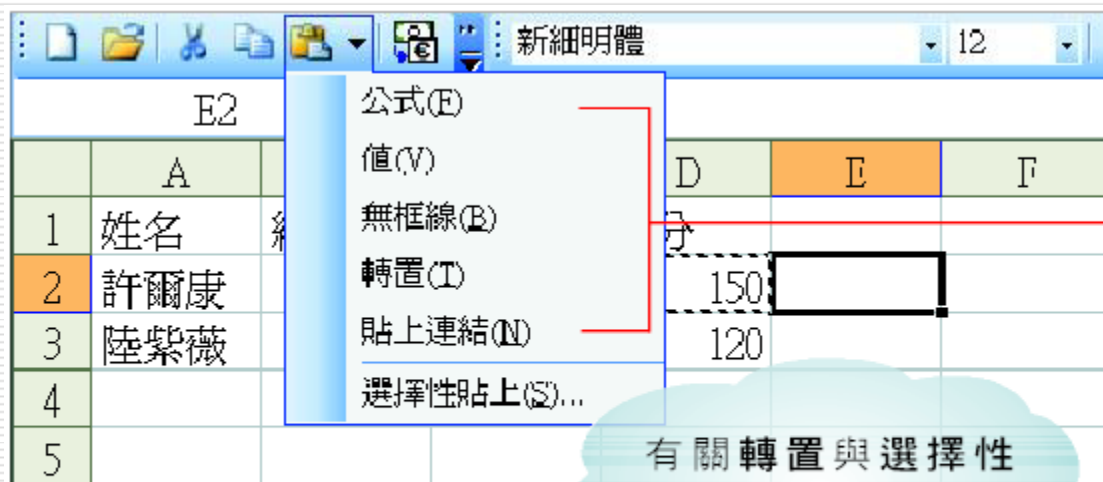 新細明體 12
E2
公式(F)
值(V)
無框線(B)
轉置(T)
貼上連結(N)
選擇性貼上(S)...
A D E F
1 姓名 分
2 許爾康 150
3 陸紫薇 120
4
5
有關轉置與選擇性